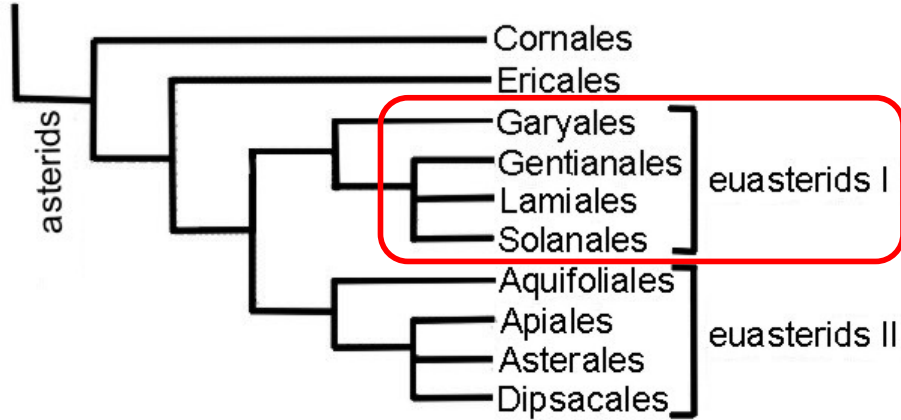 asterids
Cornales
Ericales
Garyales
Gentianales
Lamiales
Solanales
euasterids I
Aquifoliales
Apiales
Asterales
Dipsacales
euasterids II